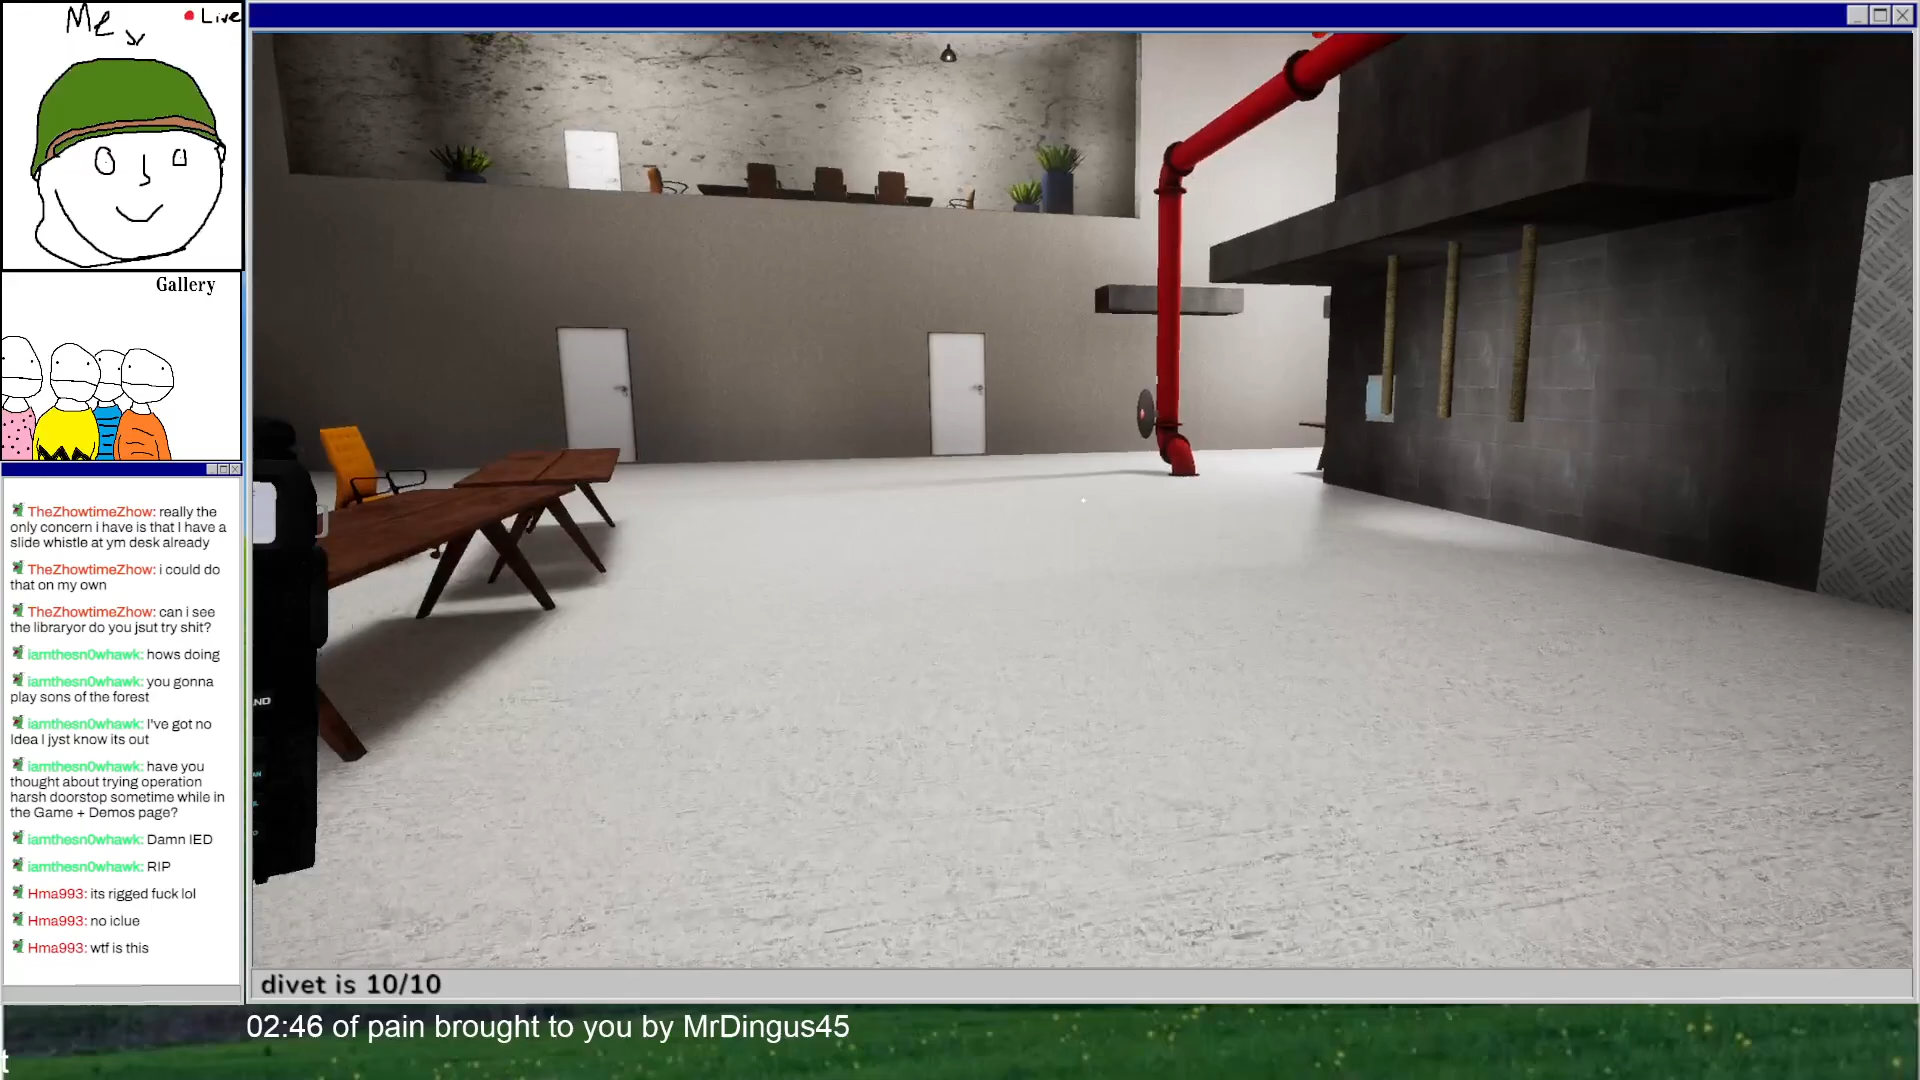 Me
Live
Gallery
TheZhowtimeZhow: really the
only concern i have is that I have a
slide whistle at ym desk already
TheZhowtimeZhow: i could do
that on my own
TheZhowtimeZhow: can i see
the libraryor do you jsut try shit?
iamthesn0whawk: hows doing
iamthesn0whawk: you gonna
play sons of the forest
iamthesn0whawk: I've got no
Idea I jyst know its out
iamthesn0whawk: have you
thought about trying operation
harsh doorstop sometime while in
the Game + Demos page?
iamthesn0whawk: Damn IED
iamthesn0whawk: RIP
Hma993: its rigged fuck lol
Hma993: no iclue
Hma993: wtf is this
divet is 10/10
02:46 of pain brought to you by MrDingus45
t